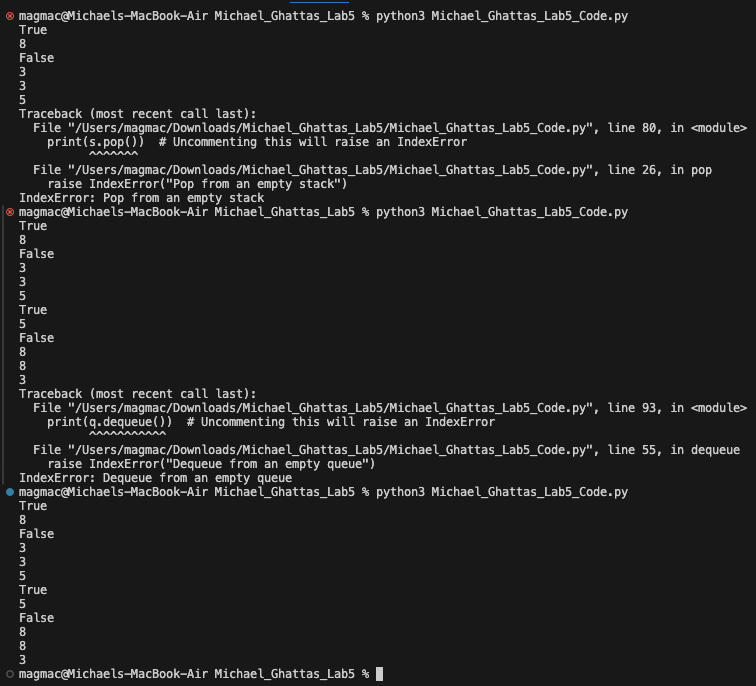 magmac@Michaels-MacBook-Air Michael_Ghattas_Lab5 % python3 Michael_Ghattas_Lab5_Code.py
True
8
False
3
3
5
Traceback (most recent call last):
  File "/Users/magmac/Downloads/Michael_Ghattas_Lab5/Michael_Ghattas_Lab5_Code.py", line 80, in <module>
    print(s.pop())  # Uncommenting this will raise an IndexError
          ^^^^^^^
  File "/Users/magmac/Downloads/Michael_Ghattas_Lab5/Michael_Ghattas_Lab5_Code.py", line 26, in pop
    raise IndexError("Pop from an empty stack")
IndexError: Pop from an empty stack
magmac@Michaels-MacBook-Air Michael_Ghattas_Lab5 % python3 Michael_Ghattas_Lab5_Code.py
True
8
False
3
3
5
True
5
False
8
8
3
Traceback (most recent call last):
  File "/Users/magmac/Downloads/Michael_Ghattas_Lab5/Michael_Ghattas_Lab5_Code.py", line 93, in <module>
    print(q.dequeue())  # Uncommenting this will raise an IndexError
          ^^^^^^^^^^^
  File "/Users/magmac/Downloads/Michael_Ghattas_Lab5/Michael_Ghattas_Lab5_Code.py", line 55, in dequeue
    raise IndexError("Dequeue from an empty queue")
IndexError: Dequeue from an empty queue
magmac@Michaels-MacBook-Air Michael_Ghattas_Lab5 % python3 Michael_Ghattas_Lab5_Code.py
True
8
False
3
3
5
True
5
False
8
8
3
magmac@Michaels-MacBook-Air Michael_Ghattas_Lab5 %